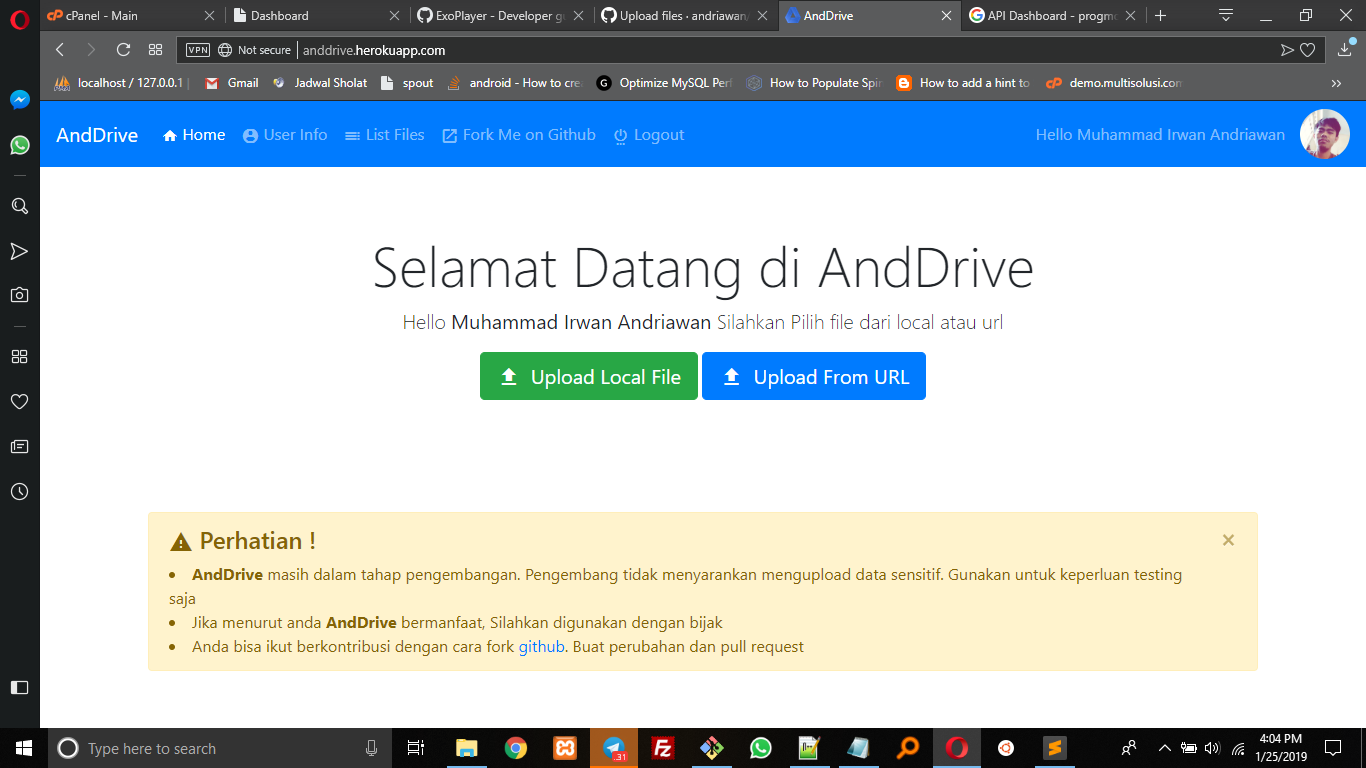 cPanel - Main
Dashboard
ExoPlayer - Developer gu
Upload files · andriawan/
AndDrive
API Dashboard - progmo
VPN Not secure anddrive.herokuapp.com
localhost / 127.0.0.1 |
Gmail
Jadwal Sholat
spout
android - How to cre
Optimize MySQL Perf
How to Populate Spin
How to add a hint to
demo.multisolusi.com
AndDrive Home User Info List Files Fork Me on Github Logout Hello Muhammad Irwan Andriawan
Selamat Datang di AndDrive
Hello Muhammad Irwan Andriawan Silahkan Pilih file dari local atau url
Upload Local File Upload From URL
Perhatian !
• AndDrive masih dalam tahap pengembangan. Pengembang tidak menyarankan mengupload data sensitif. Gunakan untuk keperluan testing
saja
• Jika menurut anda AndDrive bermanfaat, Silahkan digunakan dengan bijak
• Anda bisa ikut berkontribusi dengan cara fork github. Buat perubahan dan pull request
Type here to search
31
4:04 PM
1/25/2019